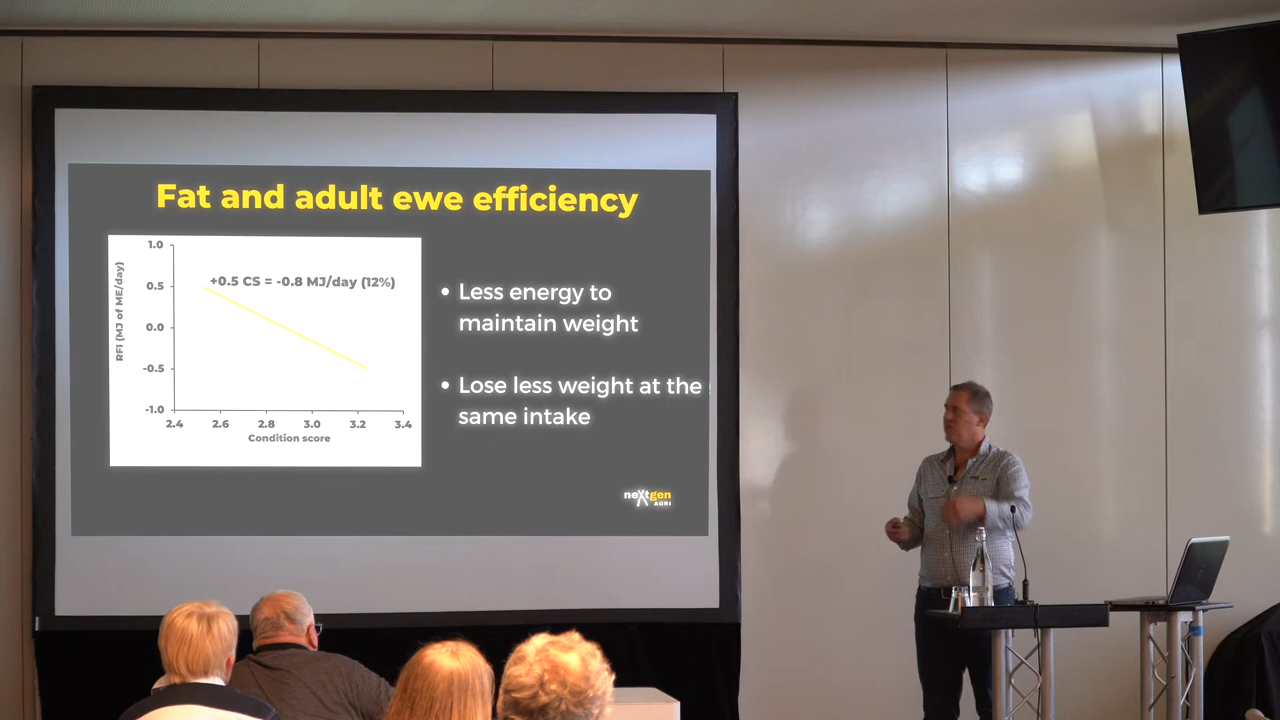 Fat and adult ewe efficiency
RFI (MJ of ME/day)
1.0
0.5
0.0
-0.5
-1.0
+0.5 CS = -0.8 MJ/day (12%)
2.4 2.6 2.8 3.0 3.2 3.4
Condition score
• Less energy to
maintain weight
• Lose less weight at the
same intake
nextgen
AGRI